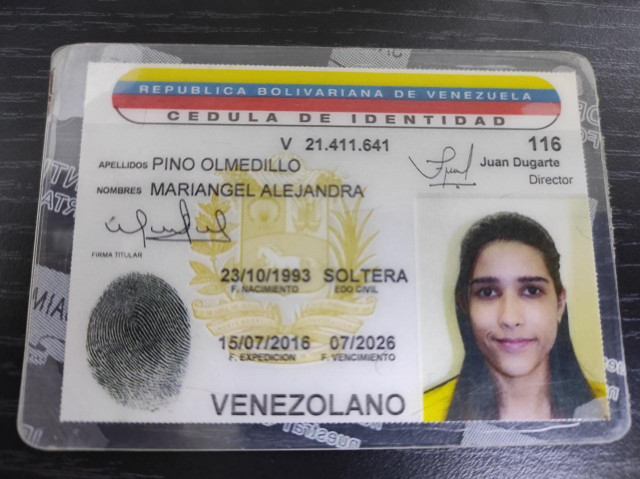 REPUBLICA BOLIVARIANA DE VENEZUELA
CEDULA DE IDENTIDAD
V 21.411.641
116
APELLIDOS PINO OLMEDILLO
Juan Dugarte
Director
NOMBRES MARIANGEL ALEJANDRA
FIRMA TITULAR
23/10/1993 SOLTERA
F. NACIMIENTO EDO CIVIL
15/07/2016 07/2026
F. EXPEDICION F. VENCIMIENTO
VENEZOLANO